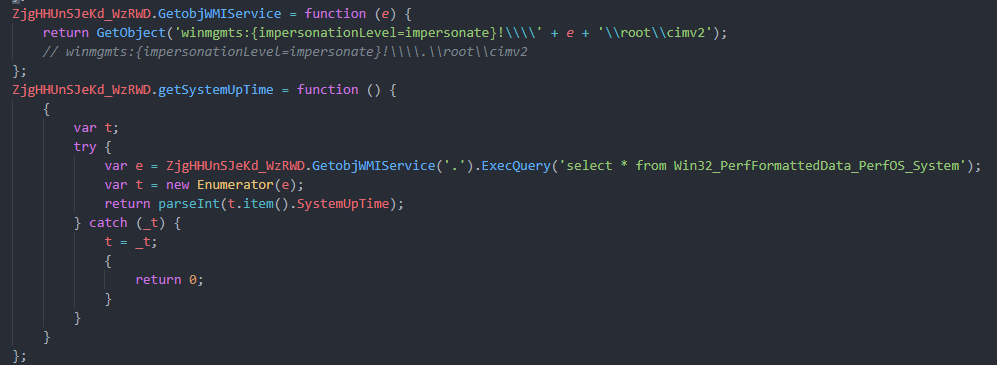 ZjgHHUnSJeKd_WzRWD.GetobjWMIService = function (e) {
return GetObject('winmgmts:{impersonationLevel=impersonate}!\\\\' + e + '\\root\\cimv2');
// winmgmts:{impersonationLevel=impersonate}!\\\\.\\root\\cimv2
};
ZjgHHUnSJeKd_WzRWD.getSystemUpTime = function () {
{
var t;
try {
var e = ZjgHHUnSJeKd_WzRWD.GetobjWMIService('.').ExecQuery('select * from Win32_PerfFormattedData_PerfOS_System');
var t = new Enumerator(e);
return parseInt(t.item().SystemUpTime);
} catch (_t) {
t = _t;
{
return 0;
}
}
}
};